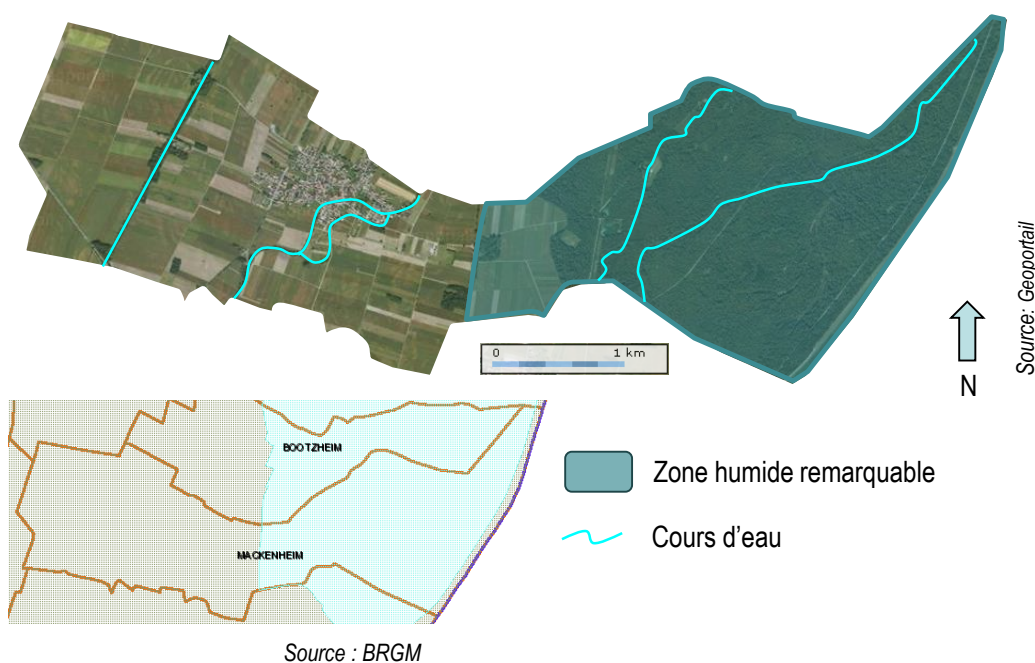 Source: Geoportail
0 1 km
N
BOOTZHEIM
MACKENHEIM
Zone humide remarquable
Cours d'eau
Source : BRGM